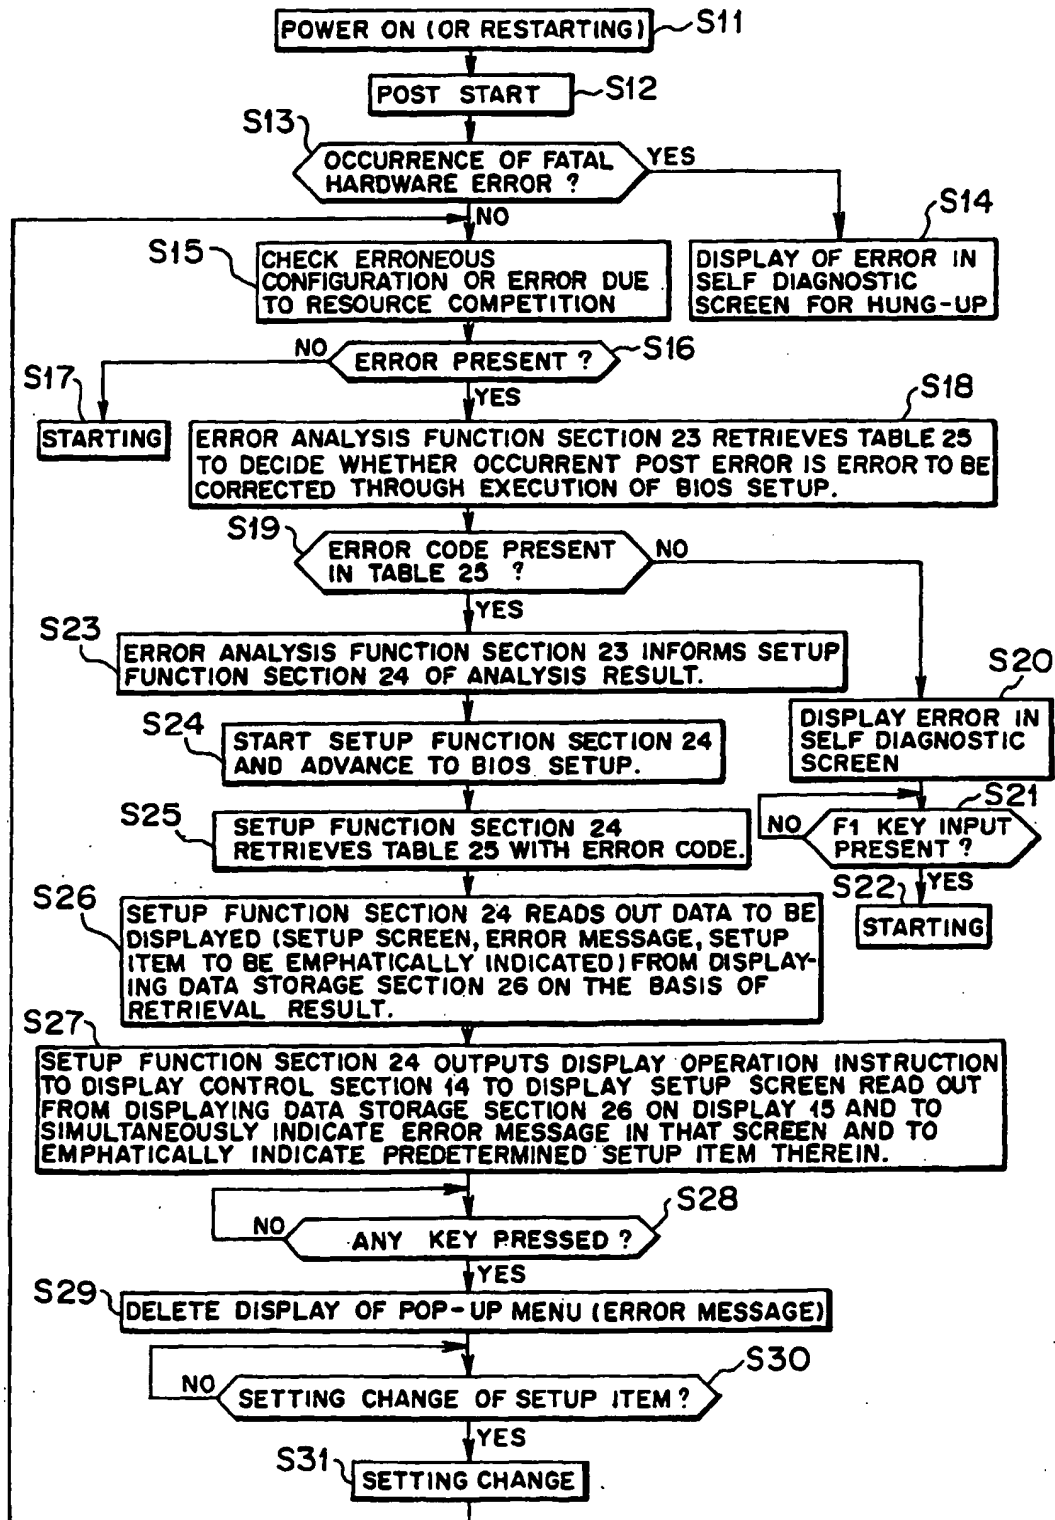 POWER ON (OR RESTARTING)
S11
POST START
S12
S13
OCCURRENCE OF FATAL
HARDWARE ERROR ?
YES
NO
S14
DISPLAY OF ERROR IN
SELF DIAGNOSTIC
SCREEN FOR HUNG-UP
S15
CHECK ERRONEOUS
CONFIGURATION OR ERROR DUE
TO RESOURCE COMPETITION
NO
ERROR PRESENT ?
S16
YES
S17
STARTING
S18
ERROR ANALYSIS FUNCTION SECTION 23 RETRIEVES TABLE 25
TO DECIDE WHETHER OCCURRENT POST ERROR IS ERROR TO BE
CORRECTED THROUGH EXECUTION OF BIOS SETUP.
S19
ERROR CODE PRESENT
IN TABLE 25 ?
NO
YES
S23
ERROR ANALYSIS FUNCTION SECTION 23 INFORMS SETUP
FUNCTION SECTION 24 OF ANALYSIS RESULT.
S20
DISPLAY ERROR IN
SELF DIAGNOSTIC
SCREEN
S24
START SETUP FUNCTION SECTION 24
AND ADVANCE TO BIOS SETUP.
S21
NO
F1 KEY INPUT
PRESENT ?
YES
S25
SETUP FUNCTION SECTION 24
RETRIEVES TABLE 25 WITH ERROR CODE.
S22
STARTING
S26
SETUP FUNCTION SECTION 24 READS OUT DATA TO BE
DISPLAYED (SETUP SCREEN, ERROR MESSAGE, SETUP
ITEM TO BE EMPHATICALLY INDICATED) FROM DISPLAY-
ING DATA STORAGE SECTION 26 ON THE BASIS OF
RETRIEVAL RESULT.
S27
SETUP FUNCTION SECTION 24 OUTPUTS DISPLAY OPERATION INSTRUCTION
TO DISPLAY CONTROL SECTION 14 TO DISPLAY SETUP SCREEN READ OUT
FROM DISPLAYING DATA STORAGE SECTION 26 ON DISPLAY 15 AND TO
SIMULTANEOUSLY INDICATE ERROR MESSAGE IN THAT SCREEN AND TO
EMPHATICALLY INDICATE PREDETERMINED SETUP ITEM THEREIN.
S28
NO
ANY KEY PRESSED ?
YES
S29
DELETE DISPLAY OF POP-UP MENU (ERROR MESSAGE)
S30
NO
SETTING CHANGE OF SETUP ITEM ?
YES
S31
SETTING CHANGE